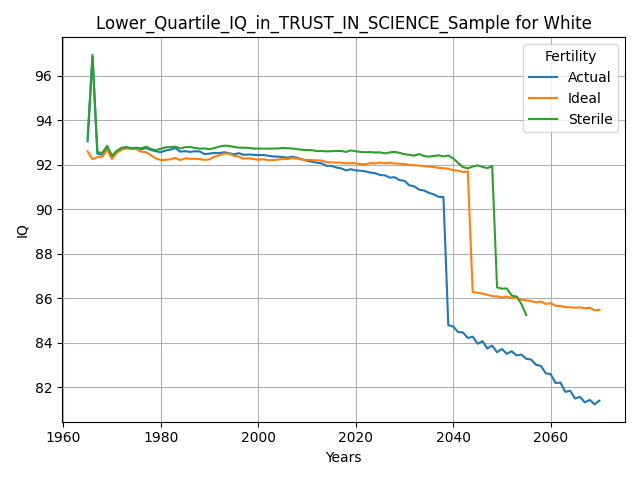 Lower_Quartile_IQ_in_TRUST_IN_SCIENCE_Sample for White
Fertility
Actual
Ideal
Sterile
96
94
92
90
88
86
84
82
IQ
1960
1980
2000
2020
2040
2060
Years